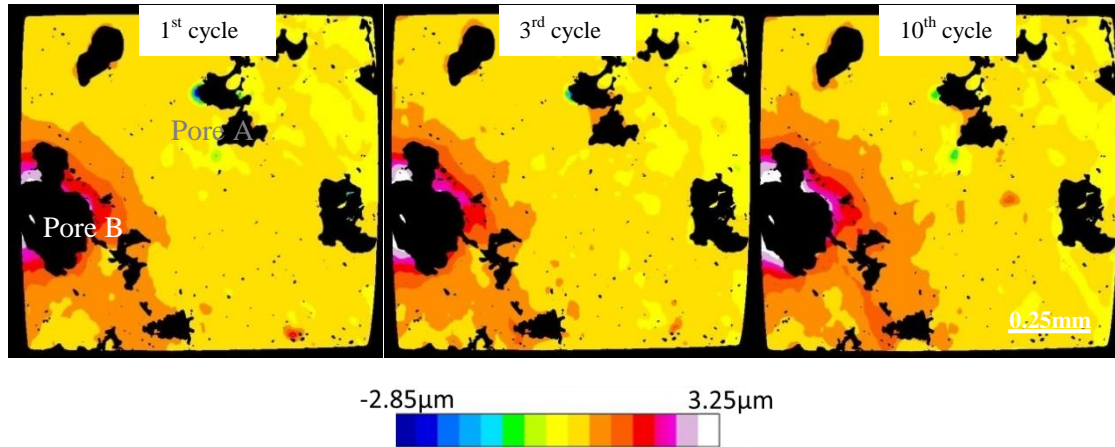 1st cycle
3rd cycle
10th cycle
Pore A
Pore B
0.25mm
-2.85µm
3.25µm